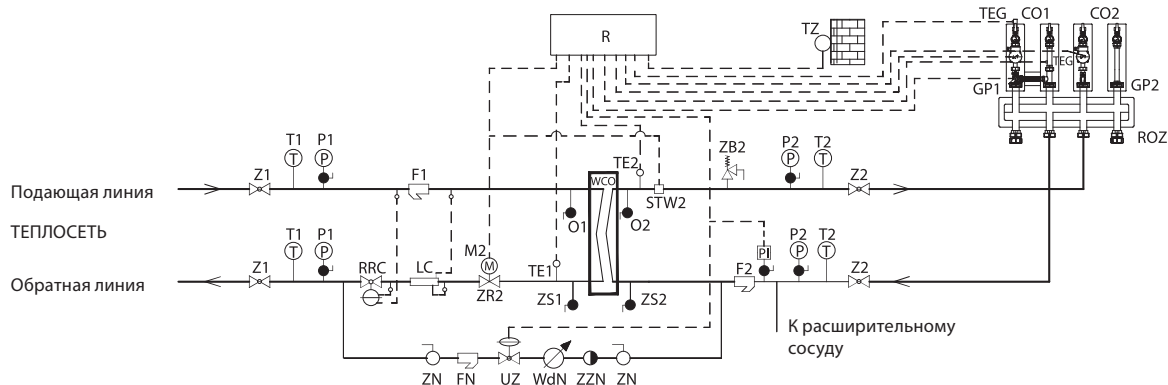 TEG CO1 CO2
R
TZ
TEG
GP1 GP2
ROZ
T1 P1 TE2 ZB2 P2 T2
P P
T T
Z1 F1 WCO Z2
Подающая линия
STW2
O1 O2
ТЕПЛОСЕТЬ
T1 P1 M2 PI P2 T2
T P M P T
Z1 RRC LC TE1 F2 Z2
Обратная линия
ZR2 ZS1 ZS2
К расширительному
сосуду
ZN FN UZ WdN ZZN ZN